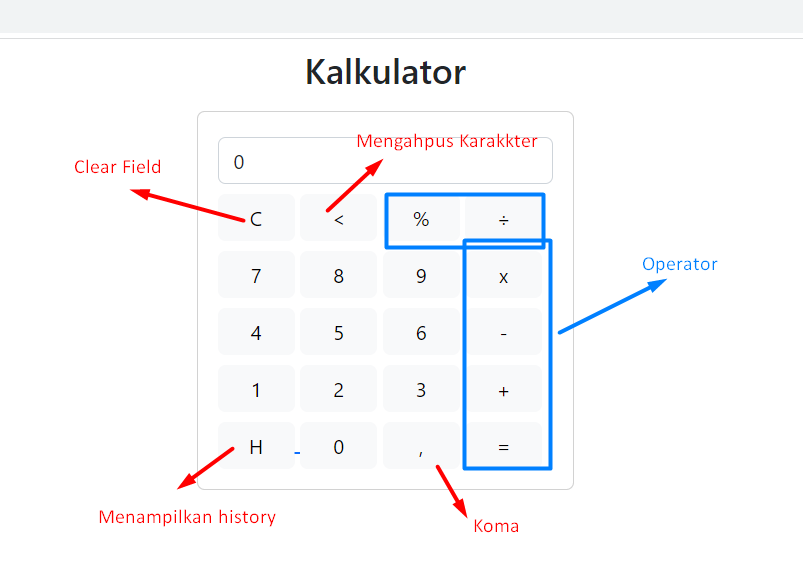 Kalkulator
Mengahpus Karakkter
0
Clear Field
C < % ÷
7 8 9 x
Operator
4 5 6 -
1 2 3 +
H 0 , =
Menampilkan history
Koma